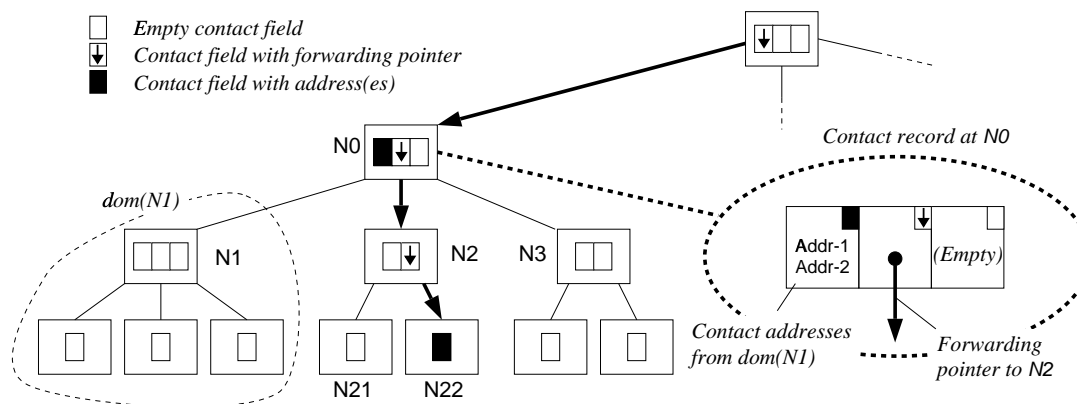 Empty contact field
Contact field with forwarding pointer
Contact field with address(es)
N0
Contact record at N0
dom(N1)
N1
N2
N3
Addr-1
Addr-2
(Empty)
Contact addresses
from dom(N1)
Forwarding
pointer to N2
N21
N22